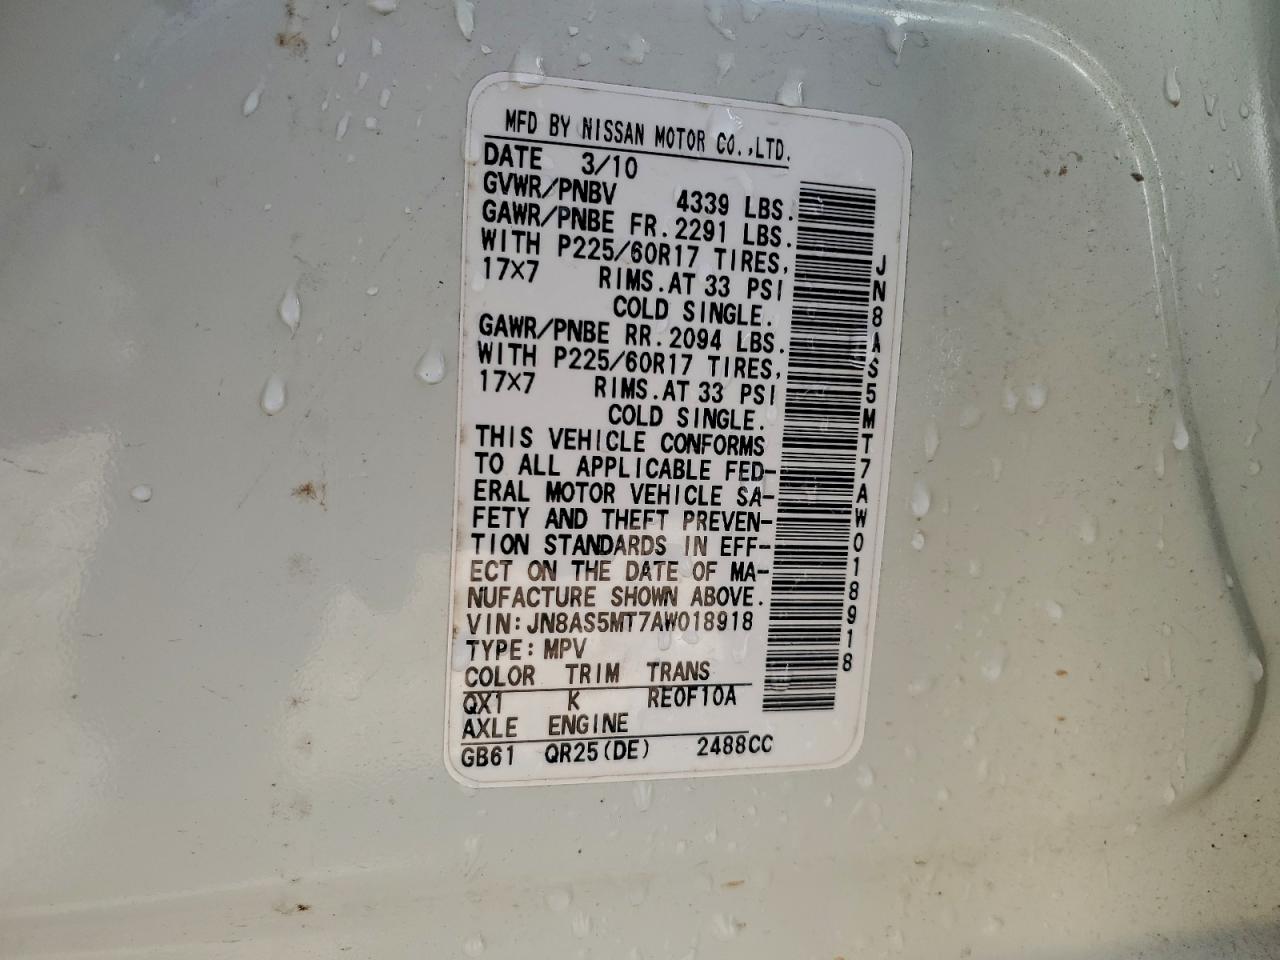 MFD BY NISSAN MOTOR CO.,LTD.
DATE 3/10
GVWR/PNBV 4339 LBS.
GAWR/PNBE FR.2291 LBS.
WITH P225/60R17 TIRES,
17×7 RIMS.AT 33 PSI
COLD SINGLE.
GAWR/PNBE RR.2094 LBS.
WITH P225/60R17 TIRES,
17×7 RIMS.AT 33 PSI
COLD SINGLE.
THIS VEHICLE CONFORMS
TO ALL APPLICABLE FED-
ERAL MOTOR VEHICLE SA-
FETY AND THEFT PREVEN-
TION STANDARDS IN EFF-
ECT ON THE DATE OF MA-
NUFACTURE SHOWN ABOVE.
VIN:JN8AS5MT7AW018918
TYPE:MPV
COLOR TRIM TRANS
QX1 K RE0F10A
AXLE ENGINE
GB61 QR25(DE) 2488CC
JN8AS5MT7AW018918